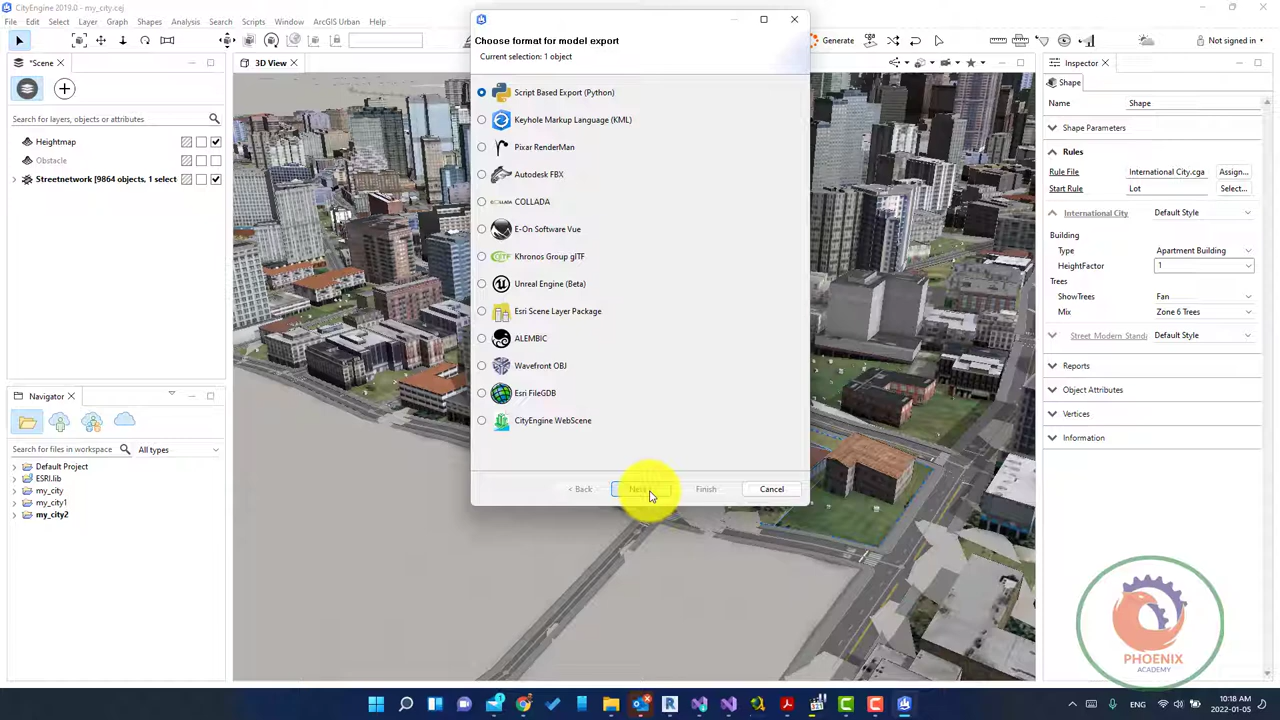 CityEngine 2019.0 - my_city.cej
File Edit Select Layer Graph Shapes Analysis Search Scripts Window ArcGIS Urban Help
Generate
Not signed in
*Scene
3D View
Inspector
Search for layers, objects or attributes
Heightmap
Obstacle
Streetnetwork [9864 objects, 1 select
Navigator
Search for files in workspace
All types
Default Project
ESRI.lib
my_city
my_city1
my_city2
Choose format for model export
Current selection: 1 object
Script Based Export (Python)
Keyhole Markup Language (KML)
Pixar RenderMan
Autodesk FBX
COLLADA
COLLADA
E-On Software Vue
Khronos Group glTF
Unreal Engine (Beta)
Esri Scene Layer Package
ALEMBIC
Wavefront OBJ
Esri FileGDB
CityEngine WebScene
< Back
Finish
Cancel
Shape
Name Shape
Shape Parameters
Rules
Rule File International City.cga Assign...
Start Rule Lot Select...
International City Default Style
Building
Type Apartment Building
HeightFactor 1
Trees
ShowTrees Fan
Mix Zone 6 Trees
Street_Modern_Standa Default Style
Reports
Object Attributes
Vertices
Information
PHOENIX
ACADEMY
ENG
10:18 AM
2022-01-05